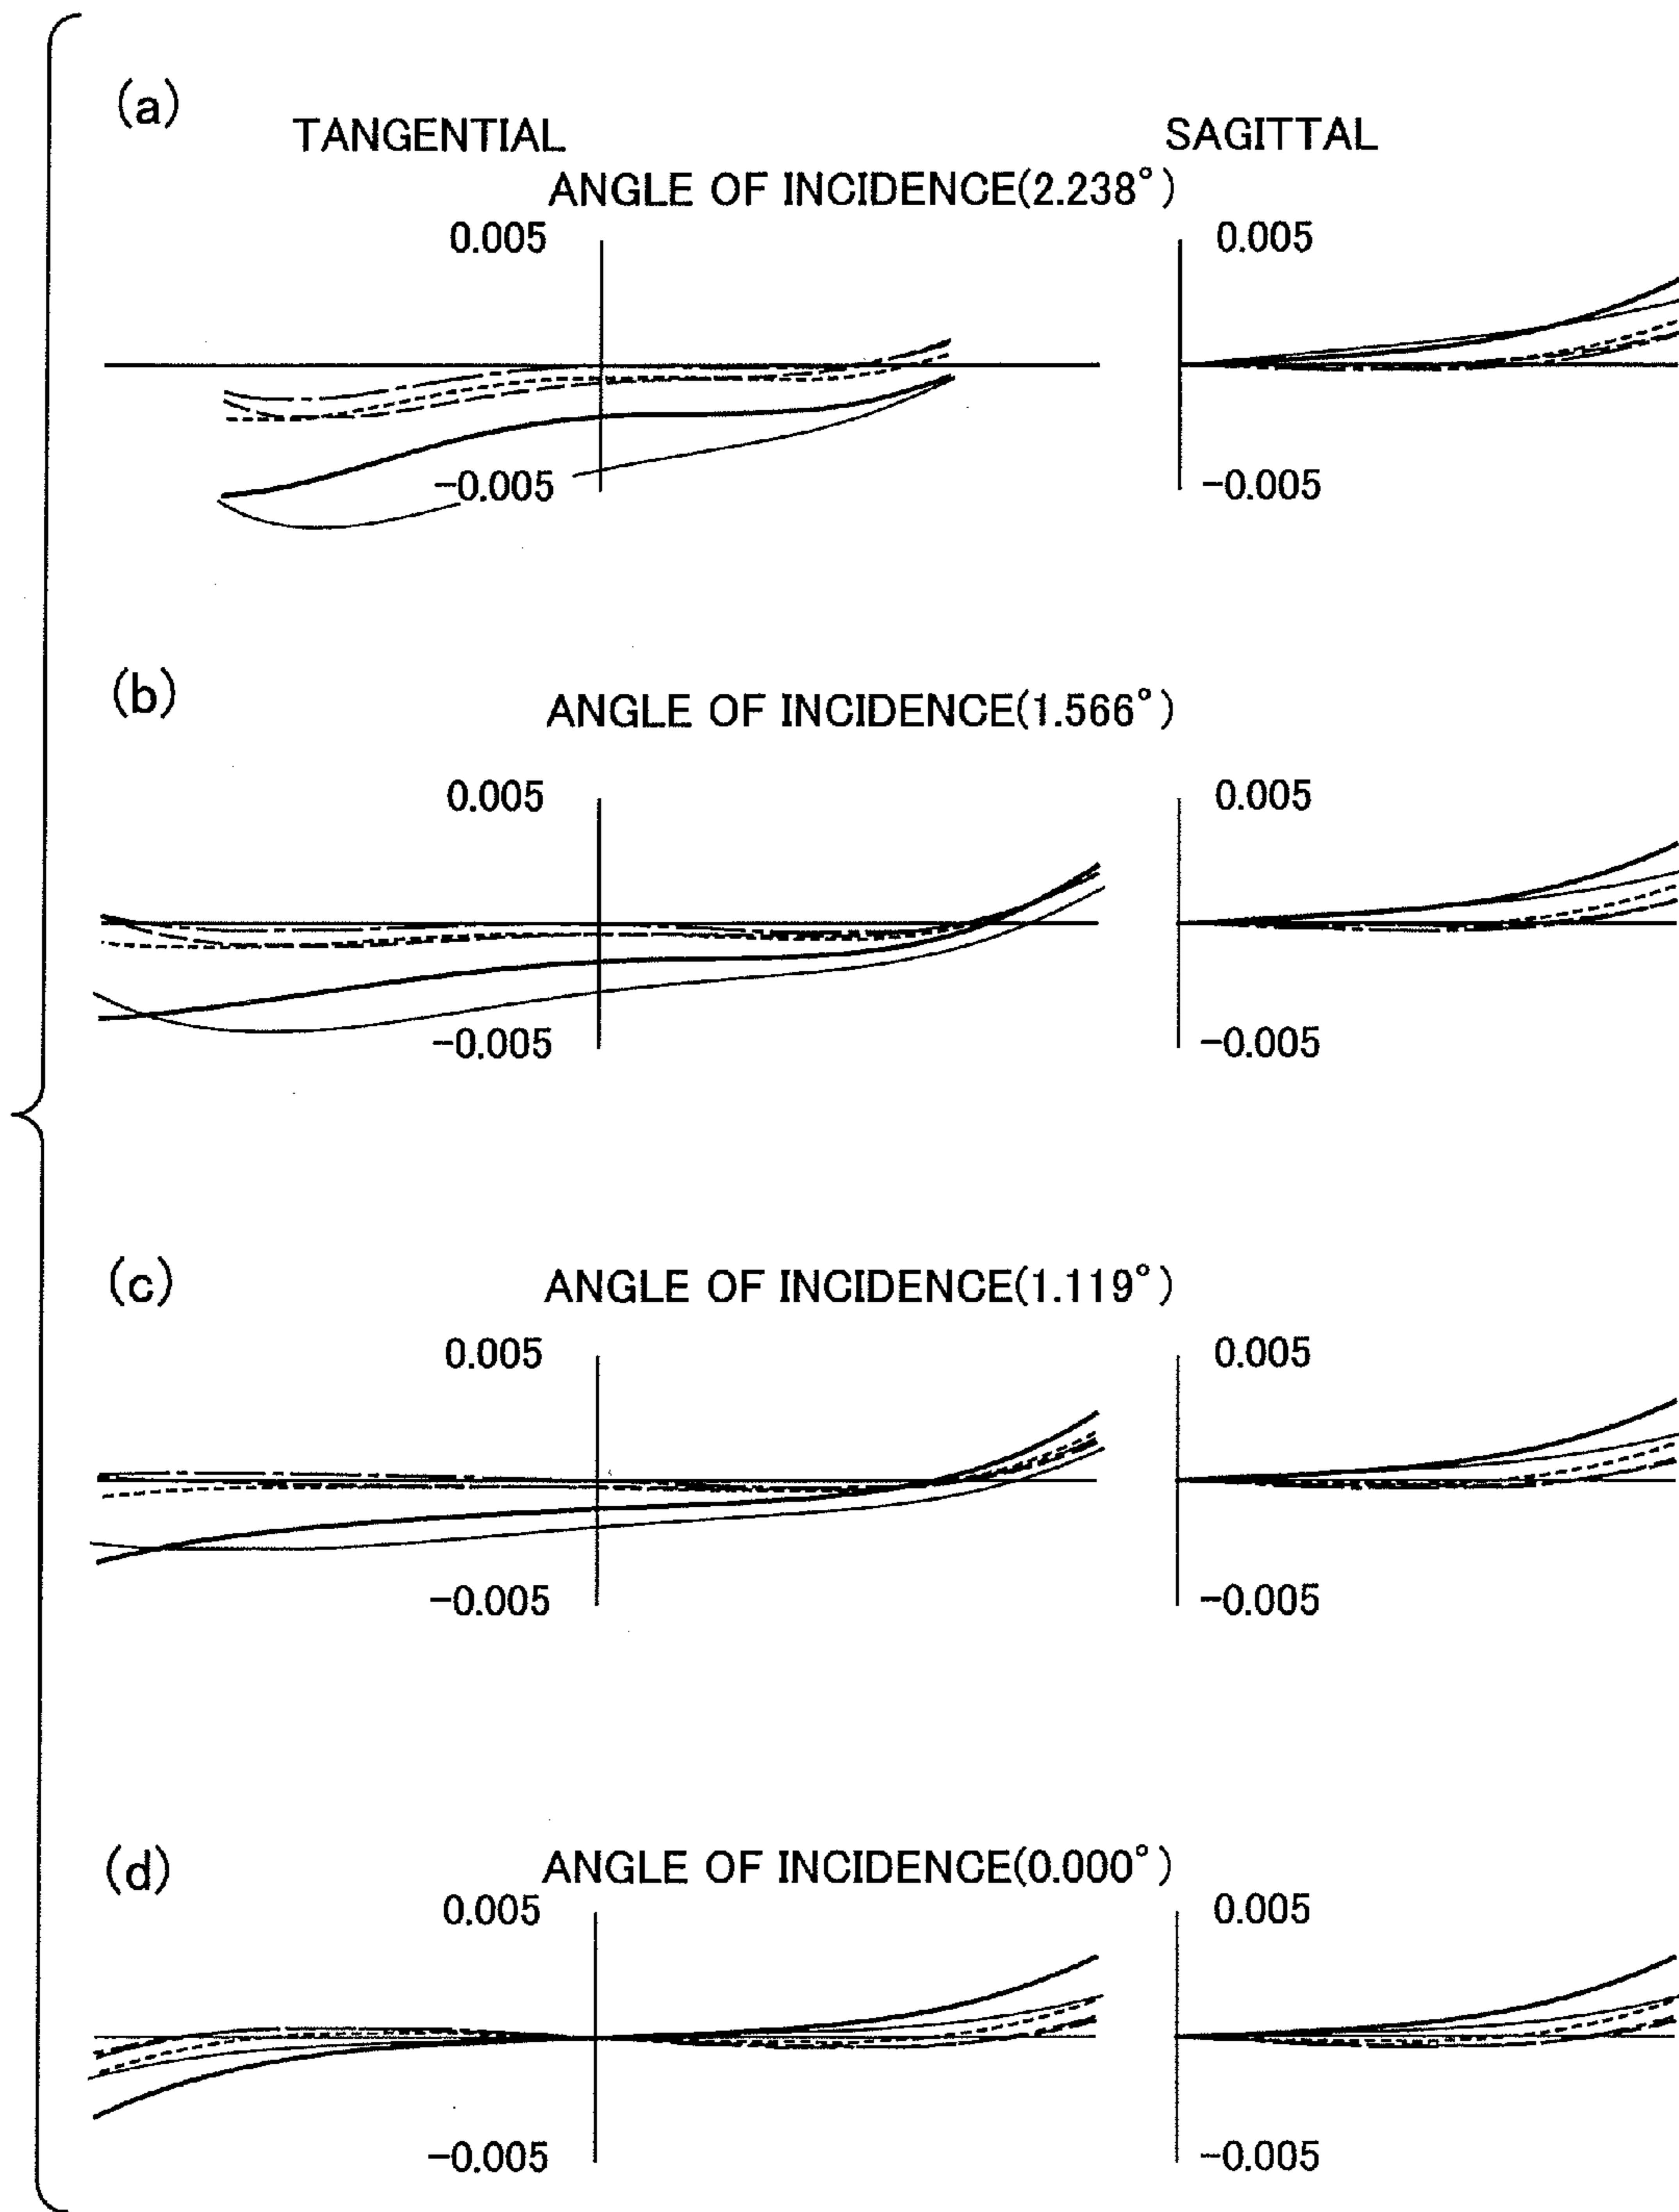 (a)
TANGENTIAL SAGITTAL
ANGLE OF INCIDENCE(2.238°)
0.005 0.005
-0.005 -0.005
(b)
ANGLE OF INCIDENCE(1.566°)
0.005 0.005
-0.005 -0.005
(c)
ANGLE OF INCIDENCE(1.119°)
0.005 0.005
-0.005 -0.005
(d)
ANGLE OF INCIDENCE(0.000°)
0.005 0.005
-0.005 -0.005